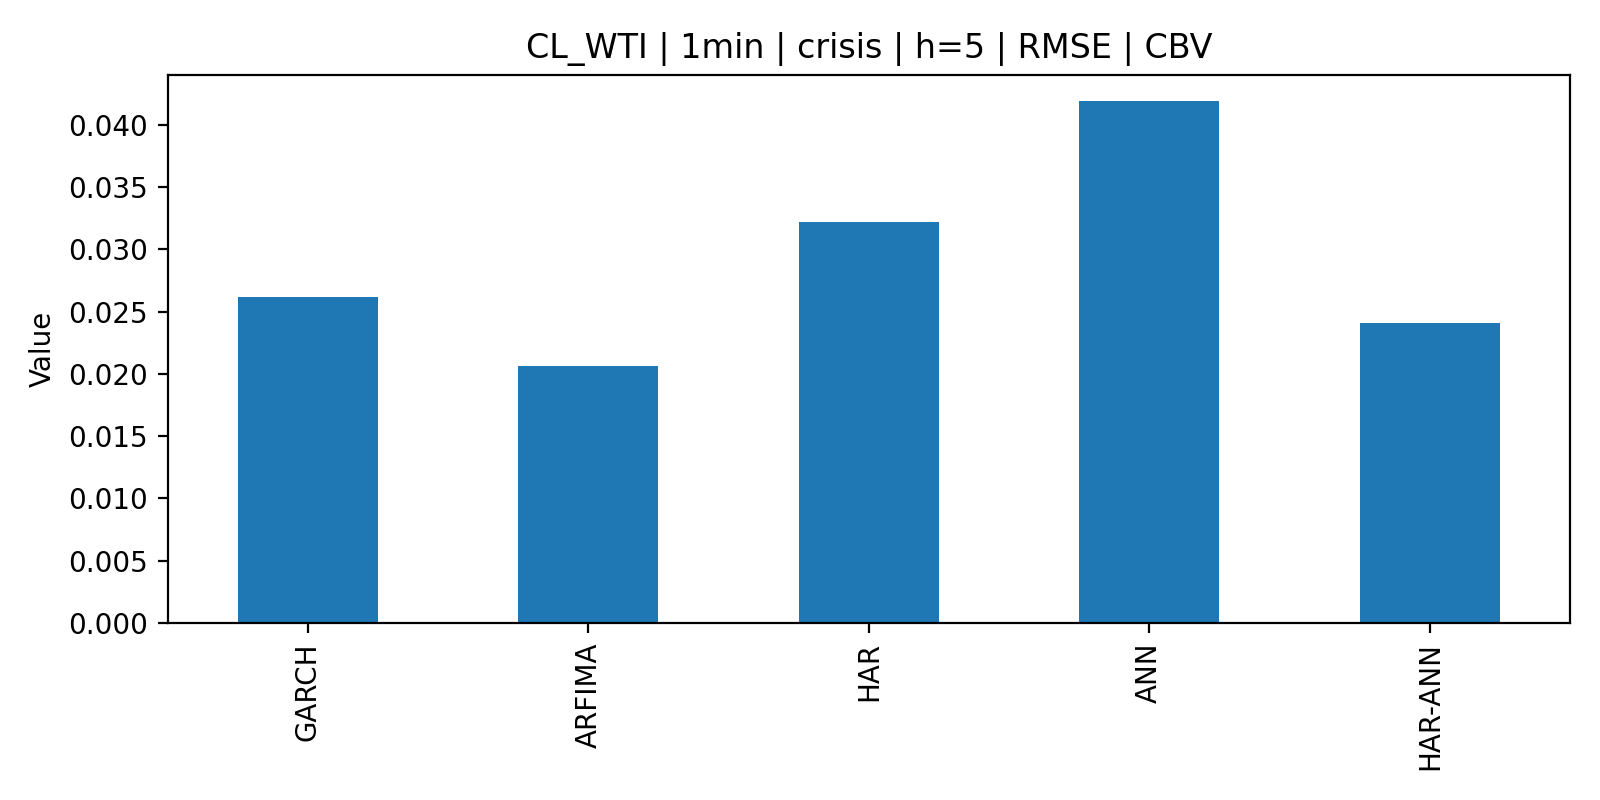 CL_WTI | 1min | crisis | h=5 | RMSE | CBV
Value
0.040
0.035
0.030
0.025
0.020
0.015
0.010
0.005
0.000
GARCH
ARFIMA
HAR
ANN
HAR-ANN